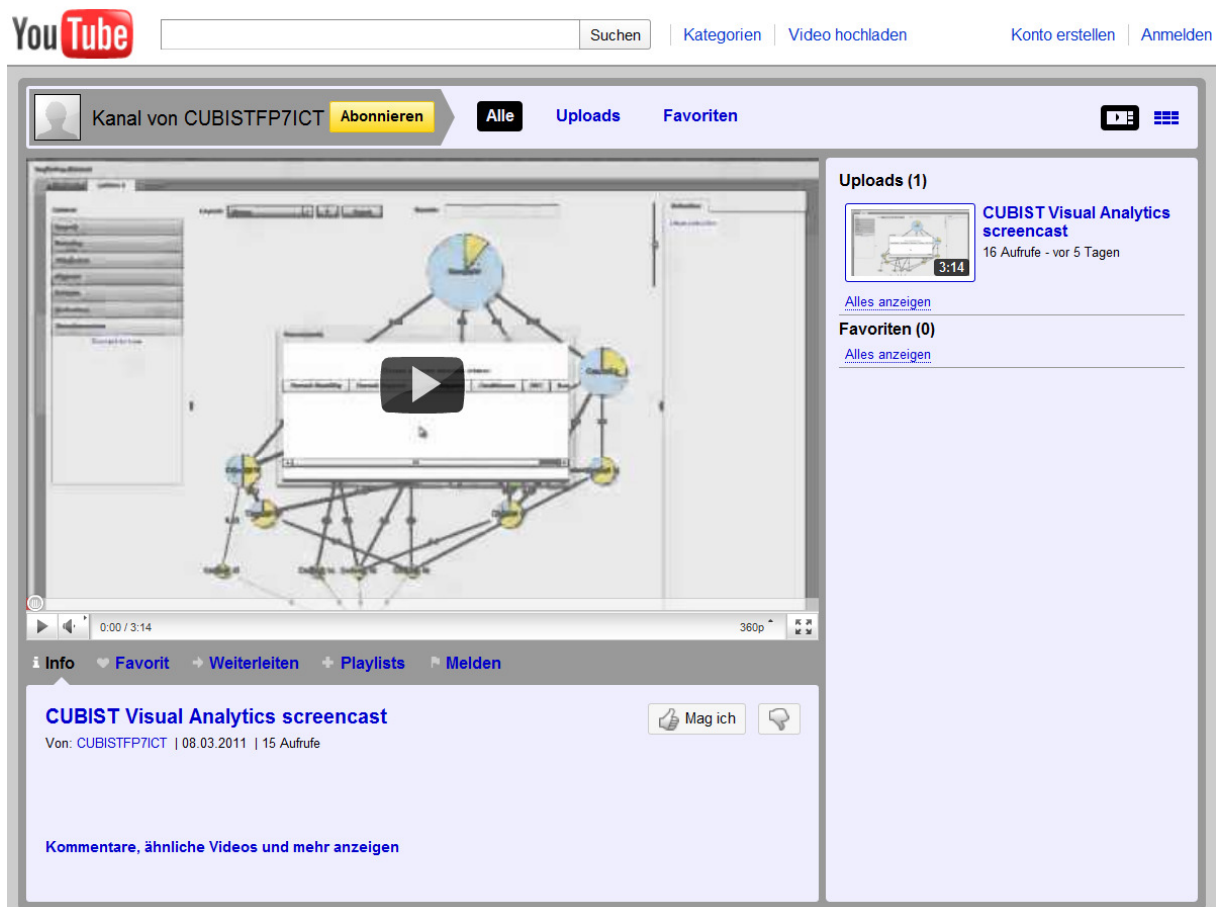 YouTube
Suchen
Kategorien
Video hochladen
Konto erstellen
Anmelden
Kanal von CUBISTFP7ICT
Abonnieren
Alle
Uploads
Favoriten
0:00 / 3:14
360p
Info
Favorit
Weiterleiten
Playlists
Melden
CUBIST Visual Analytics screencast
Mag ich
Von: CUBISTFP7ICT | 08.03.2011 | 15 Aufrufe
Kommentare, ähnliche Videos und mehr anzeigen
Uploads (1)
CUBIST Visual Analytics
screencast
16 Aufrufe - vor 5 Tagen
3:14
Alles anzeigen
Favoriten (0)
Alles anzeigen